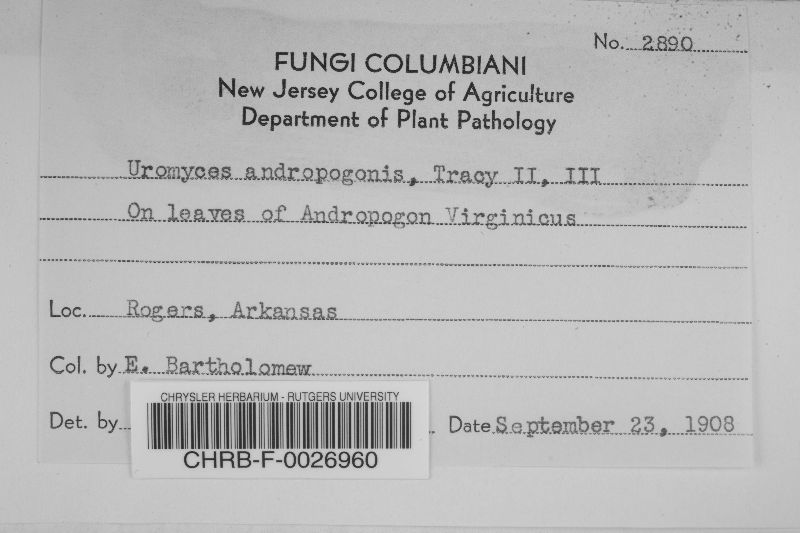 No. 2890
FUNGI COLUMBIANI
New Jersey College of Agriculture
Department of Plant Pathology
Uromyces andropogonis, Tracy II, III
On leaves of Andropogon Virginicus
Loc. Rogers, Arkansas
Col. by E. Bartholomew
Det. by
Date September 23, 1908
CHRYSLER HERBARIUM - RUTGERS UNIVERSITY
CHRB-F-0026960